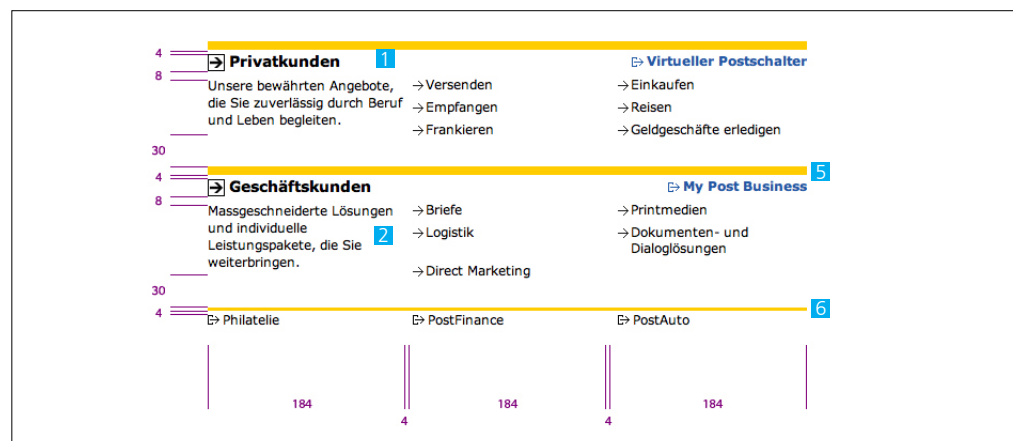 4
1
→ Privatkunden
Virtueller Postschalter
8
Unsere bewährten Angebote,
die Sie zuverlässig durch Beruf
und Leben begleiten.
→ Versenden
→ Empfangen
→ Frankieren
→ Einkaufen
→ Reisen
→ Geldgeschäfte erledigen
30
5
4
→ Geschäftskunden
My Post Business
8
Massgeschneiderte Lösungen
und individuelle
Leistungspakete, die Sie
weiterbringen.
2
→ Briefe
→ Logistik
→ Direct Marketing
→ Printmedien
→ Dokumenten- und
Dialoglösungen
30
6
4
Philatelie
PostFinance
PostAuto
184
184
184
4
4